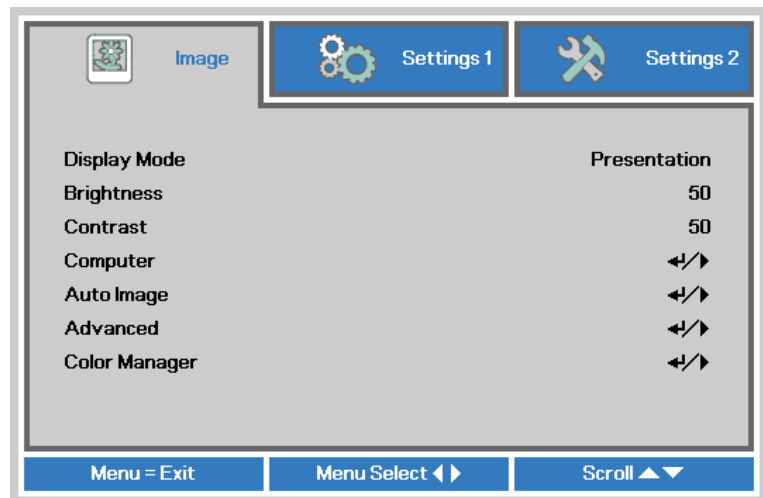 Image
Settings 1
Settings 2
Display Mode Presentation
Brightness 50
Contrast 50
Computer
Auto Image
Advanced
Color Manager
Menu = Exit
Menu Select
Scroll